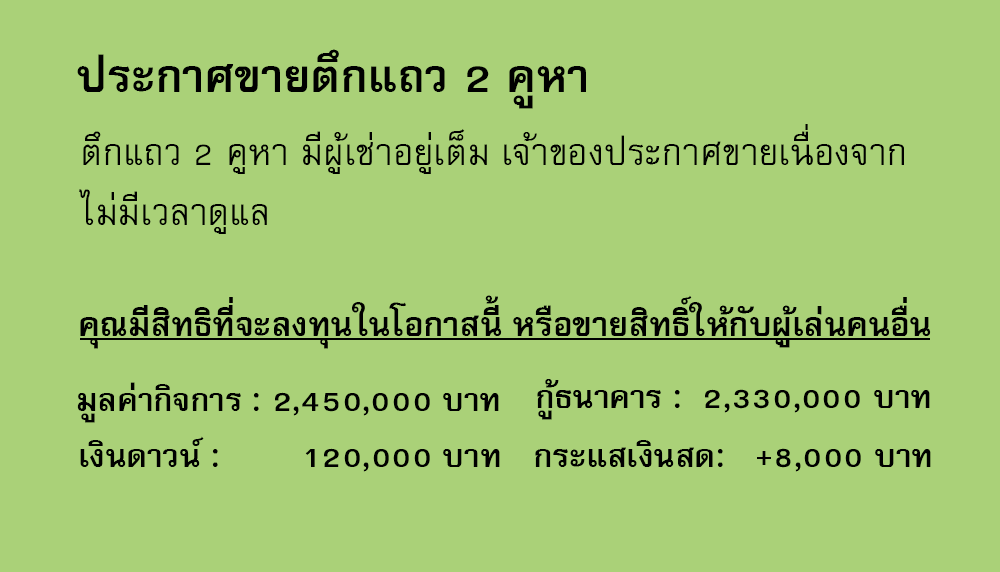 ประกาศขายตึกแถว 2 คูหา
ตึกแถว 2 คูหา มีผู้เช่าอยู่เต็ม เจ้าของประกาศขายเนื่องจาก
ไม่มีเวลาดูแล
คุณมีสิทธิที่จะลงทุนในโอกาสนี้ หรือขายสิทธิ์ให้กับผู้เล่นคนอื่น
มูลค่ากิจการ : 2,450,000 บาท กู้ธนาคาร : 2,330,000 บาท
เงินดาวน์ : 120,000 บาท กระแสเงินสด: +8,000 บาท